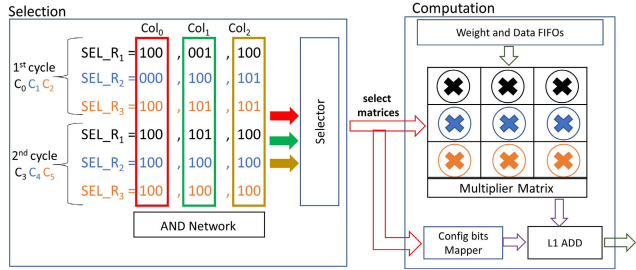 Selection
Computation
Col0 Col1 Col2
1st cycle
C0 C1 C2
SEL_R1 = 100 , 001 , 100
SEL_R2 = 000 , 100 , 101
SEL_R3 = 100 , 101 , 101
2nd cycle
C3 C4 C5
SEL_R1 = 100 , 101 , 100
SEL_R2 = 100 , 100 , 100
SEL_R3 = 100 , 100 , 100
AND Network
Selector
select
matrices
Weight and Data FIFOs
Multiplier Matrix
Config bits
Mapper
L1 ADD